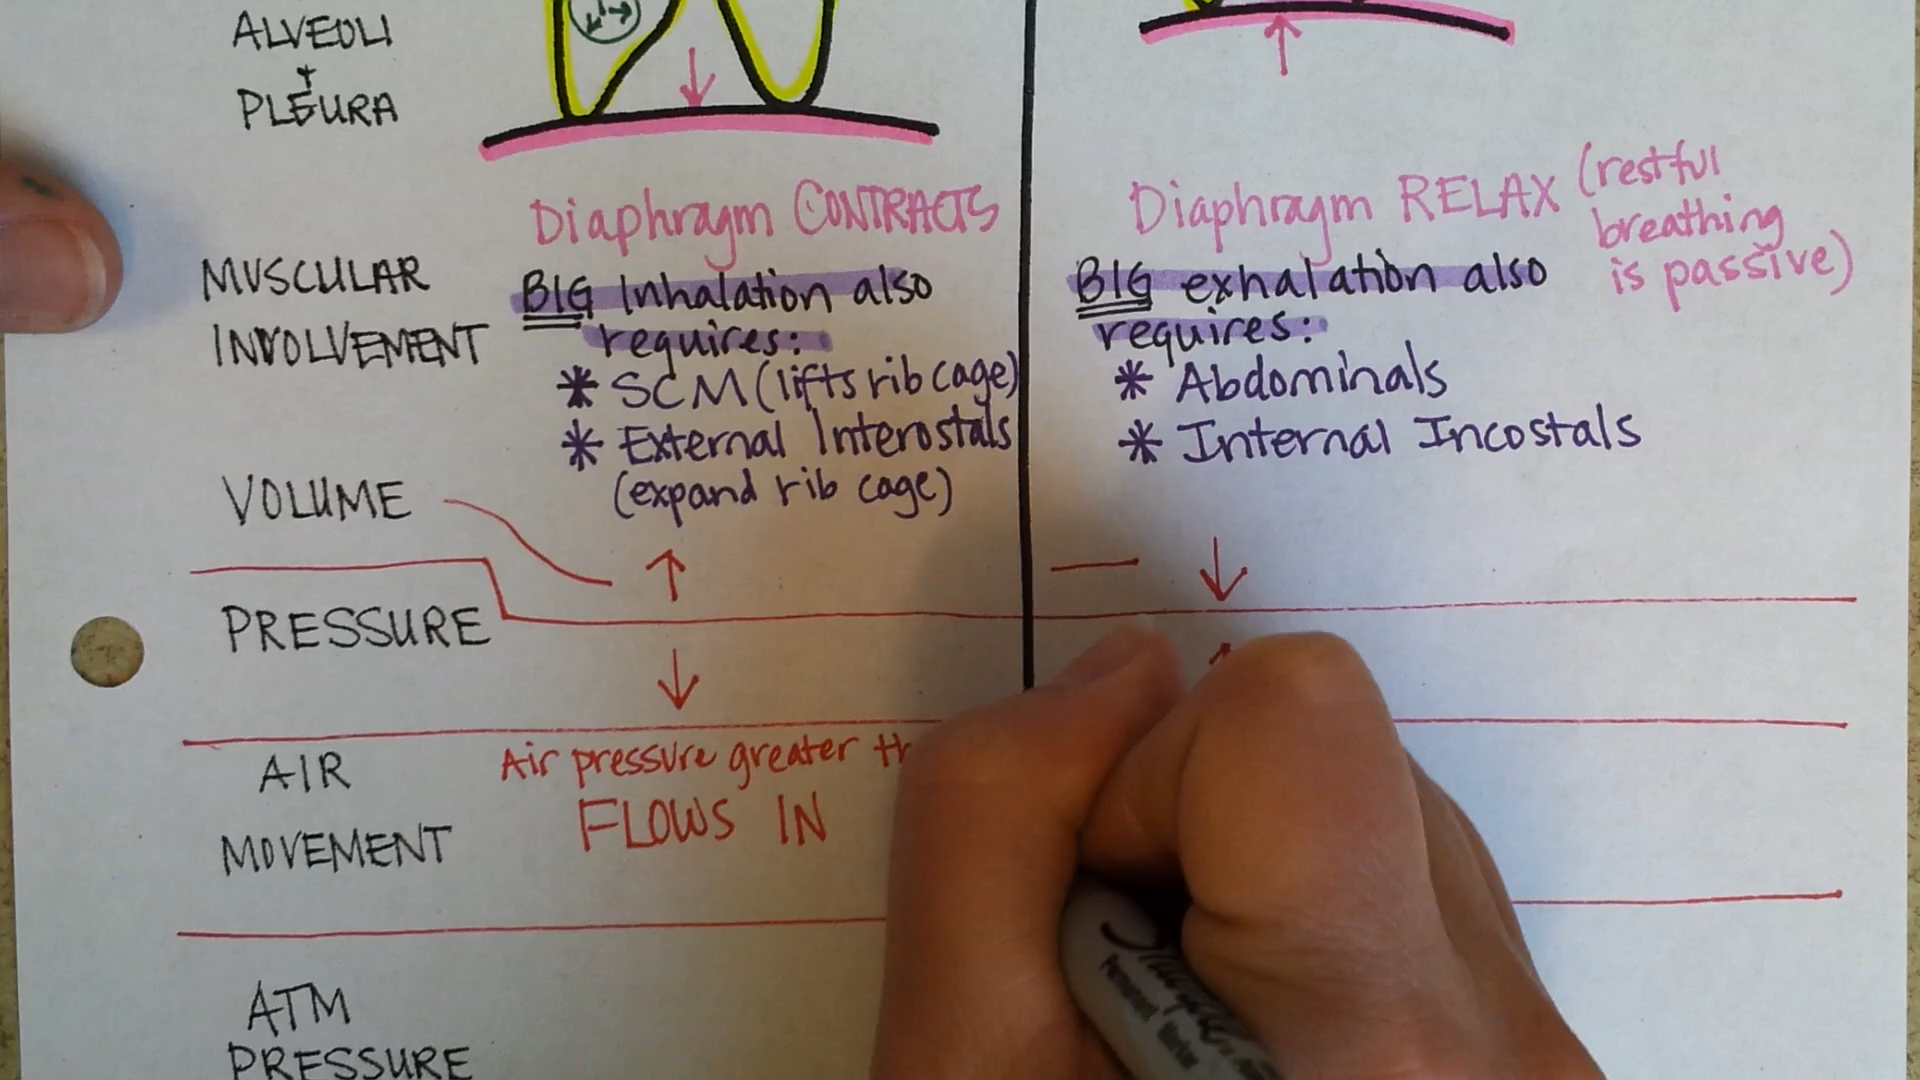 ALVEOLI
+
PLEURA
Diaphragm CONTRACTS
Diaphragm RELAX (restful
breathing
is passive)
MUSCULAR
INVOLVEMENT
BIG Inhalation also
requires:
* SCM (lifts rib cage)
* External Interostals
(expand rib cage)
BIG exhalation also
requires:
* Abdominals
* Internal Incostals
VOLUME
↑
↓
PRESSURE
↓
AIR
MOVEMENT
Air pressure greater
FLOWS IN
ATM
PRESSURE